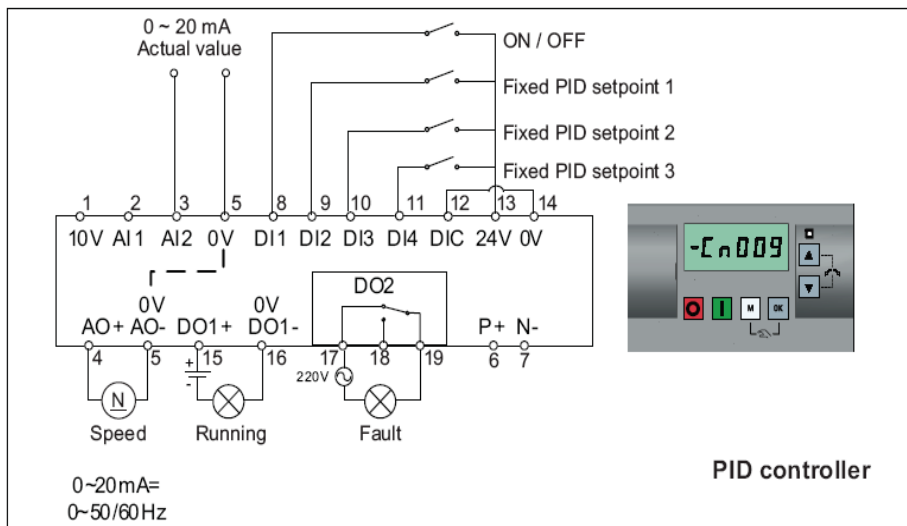 0 ~ 20 mA
Actual value
ON / OFF
Fixed PID setpoint 1
Fixed PID setpoint 2
Fixed PID setpoint 3
1 2 3 5 8 9 10 11 12 13 14
10V AI1 AI2 0V DI1 DI2 DI3 DI4 DIC 24V 0V
-Cn009
M OK
0V 0V DO2
AO+ AO- DO1+ DO1- P+ N-
4 5 15 16 17 18 19 6 7
+
-
220V
N
Speed Running Fault
0~20mA=
0~50/60Hz
PID controller